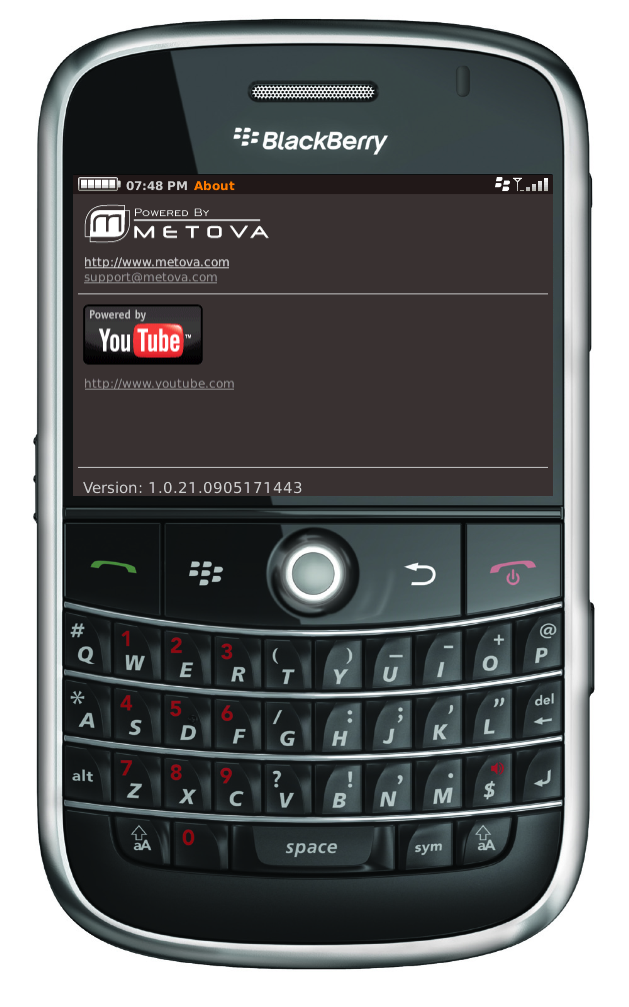 BlackBerry
07:48 PM About
POWERED BY
METOVA
http://www.metova.com
support@metova.com
Powered by
YouTube™
http://www.youtube.com
Version: 1.0.21.0905171443
# 1 2 3 ( ) _ - + @
Q W E R T Y U I O P
* 4 5 6 / : ; ' " del
A S D F G H J K L
alt 7 8 9 ? ! , . $
Z X C V B N M
aA 0 space sym aA